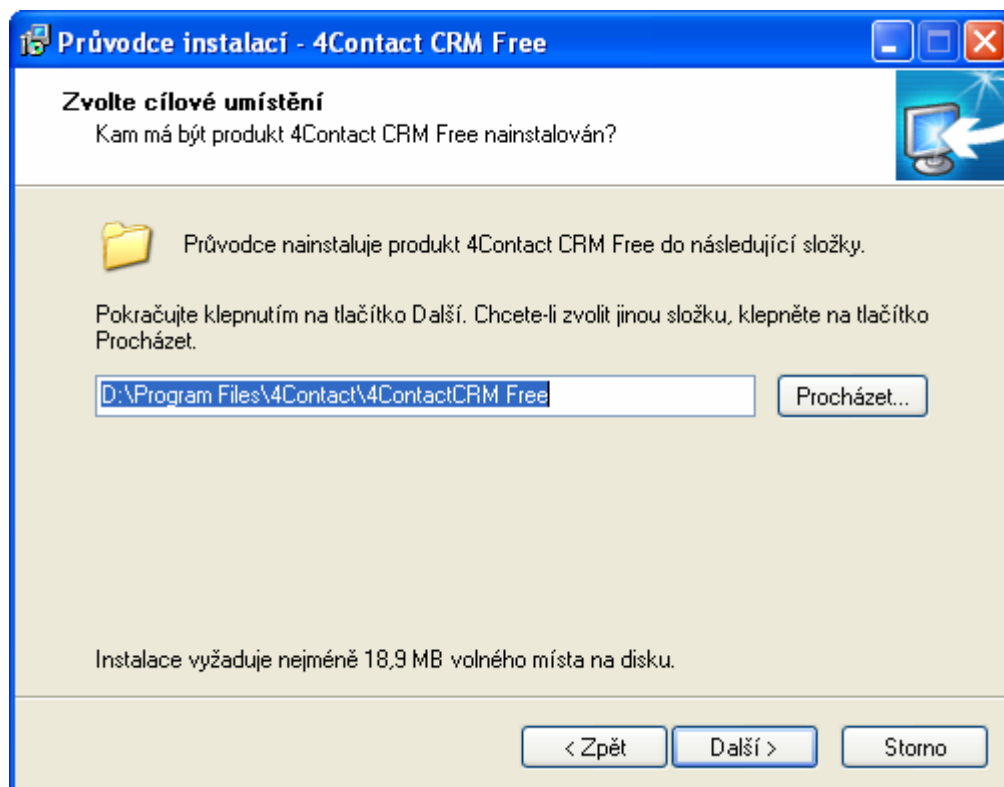 Průvodce instalací - 4Contact CRM Free
Zvolte cílové umístění
Kam má být produkt 4Contact CRM Free nainstalován?
Průvodce nainstaluje produkt 4Contact CRM Free do následující složky.
Pokračujte klepnutím na tlačítko Další. Chcete-li zvolit jinou složku, klepněte na tlačítko
Procházet.
D:\Program Files\4Contact\4ContactCRM Free
Procházet...
Instalace vyžaduje nejméně 18,9 MB volného místa na disku.
< Zpět
Další >
Storno